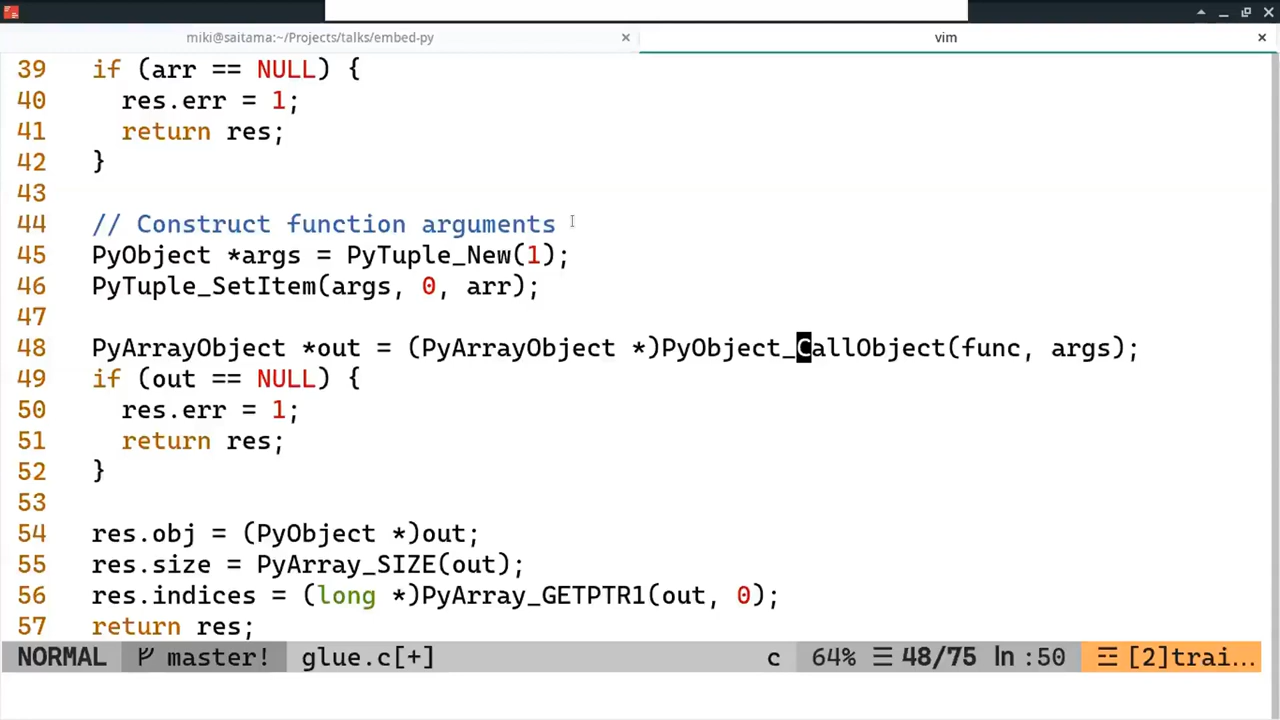 miki@saitama:~/Projects/talks/embed-py × vim ×
39 if (arr == NULL) {
40 res.err = 1;
41 return res;
42 }
43
44 // Construct function arguments
45 PyObject *args = PyTuple_New(1);
46 PyTuple_SetItem(args, 0, arr);
47
48 PyArrayObject *out = (PyArrayObject *)PyObject_CallObject(func, args);
49 if (out == NULL) {
50 res.err = 1;
51 return res;
52 }
53
54 res.obj = (PyObject *)out;
55 res.size = PyArray_SIZE(out);
56 res.indices = (long *)PyArray_GETPTR1(out, 0);
57 return res;
NORMAL master! glue.c[+] c 64% ☰ 48/75 ln :50 ☲ [2]trai...